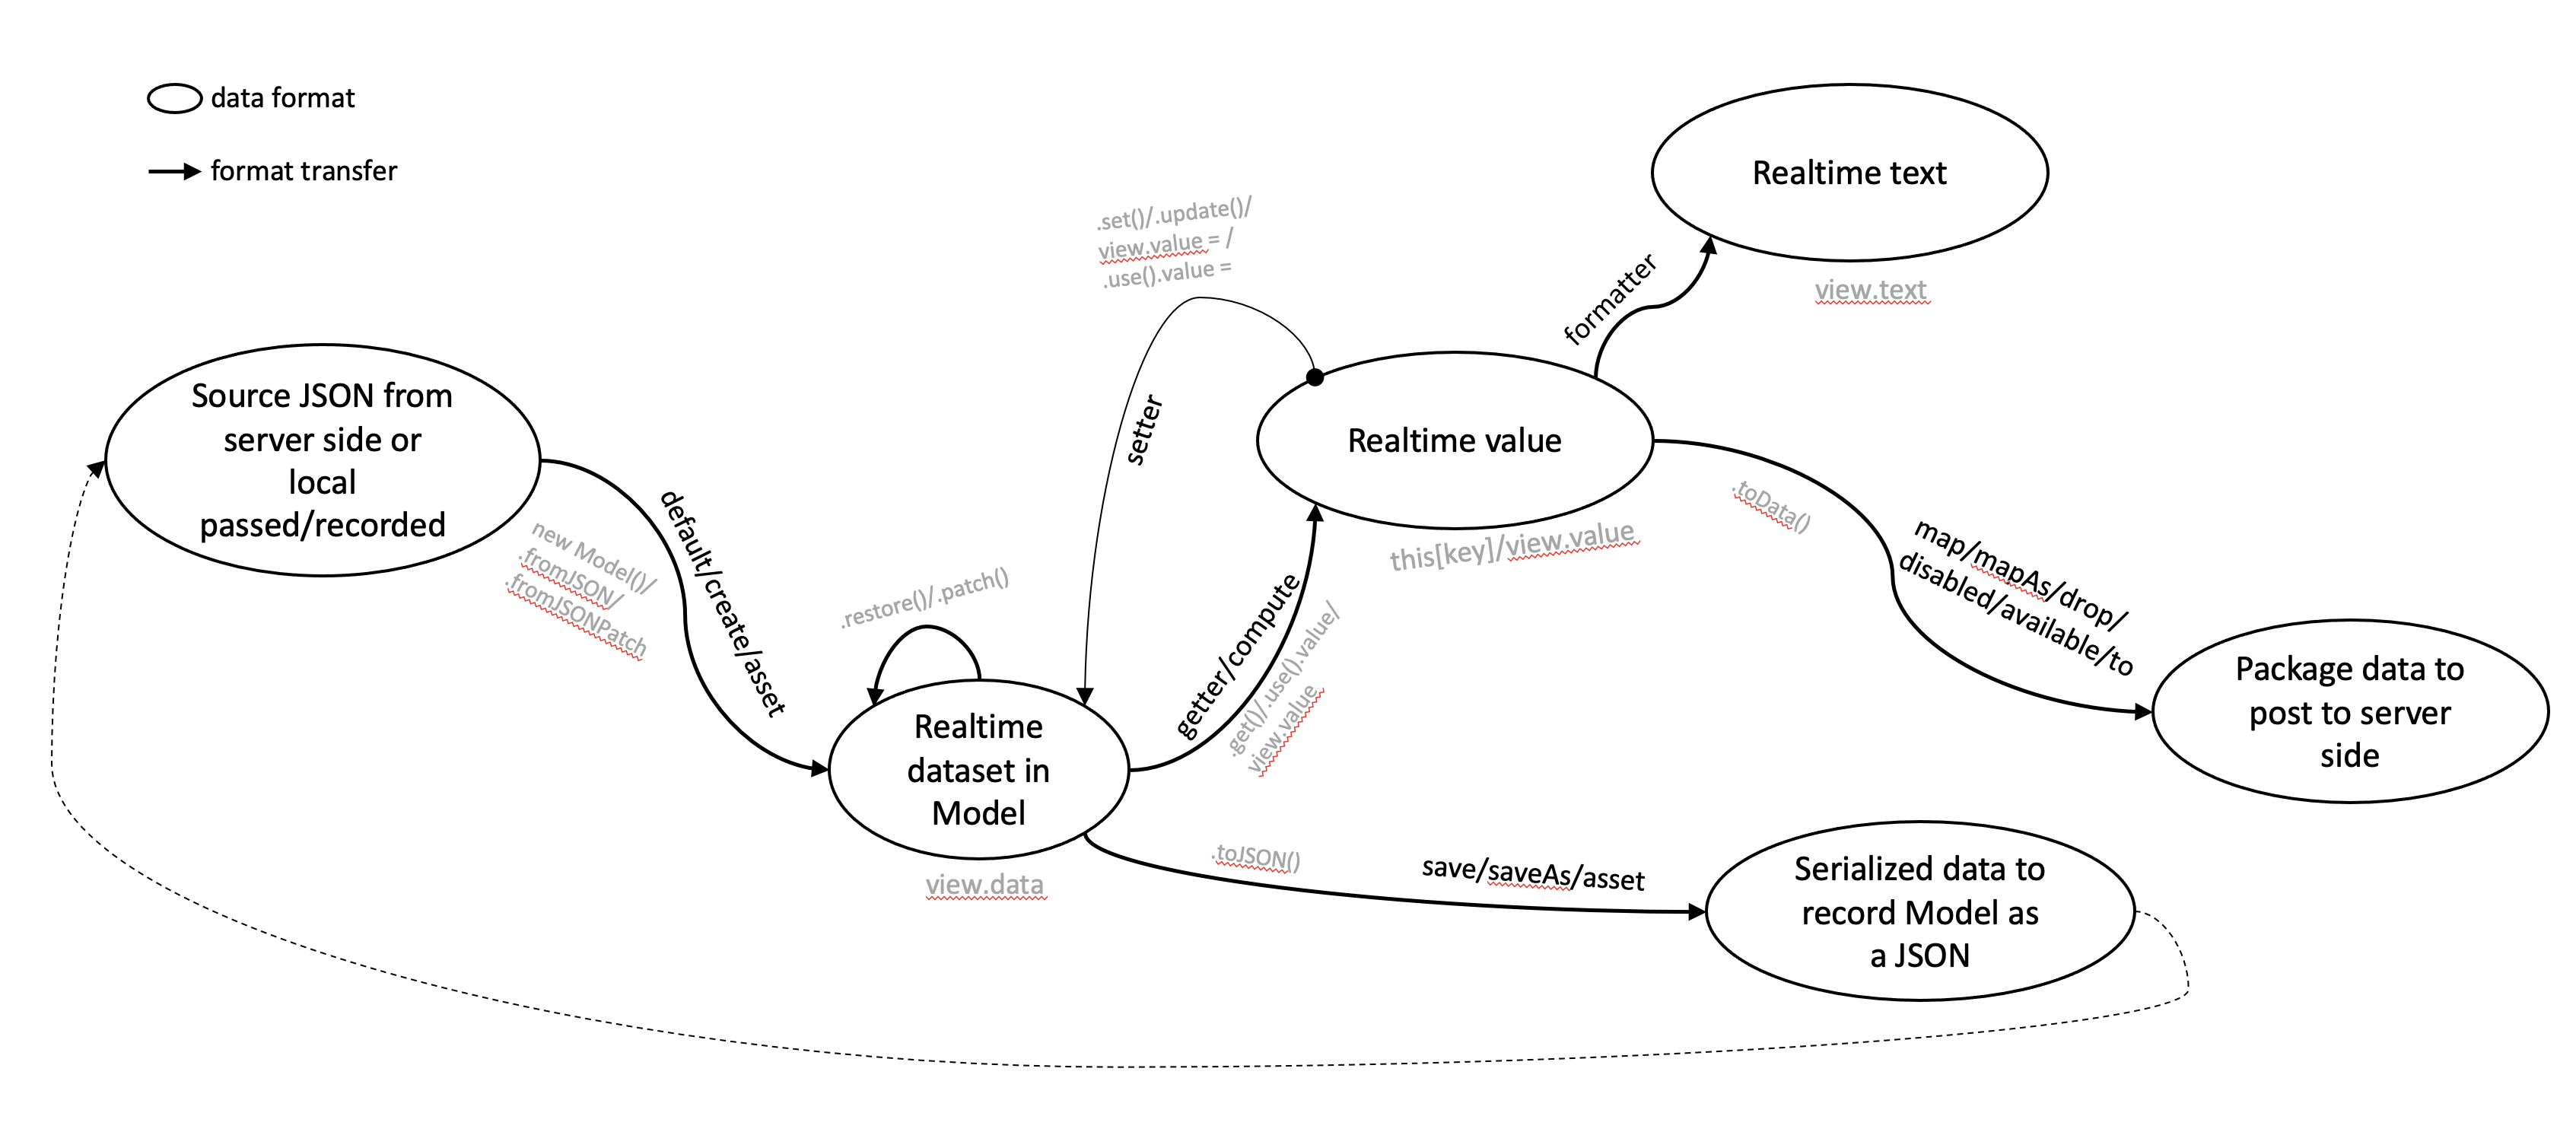 data format
format transfer
Realtime text
view.text
formatter
.set()/.update()/
view.value = /
.use().value =
setter
Realtime value
this[key]/view.value
Source JSON from
server side or
local
passed/recorded
new Model()/
.fromJSON/
.fromJSONPatch
default/create/asset
.restore()/.patch()
Realtime
dataset in
Model
view.data
getter/compute
.get()/.use().value/
view.value
.toData()
map/mapAs/drop/
disabled/available/to
Package data to
post to server
side
.toJSON()
save/saveAs/asset
Serialized data to
record Model as
a JSON